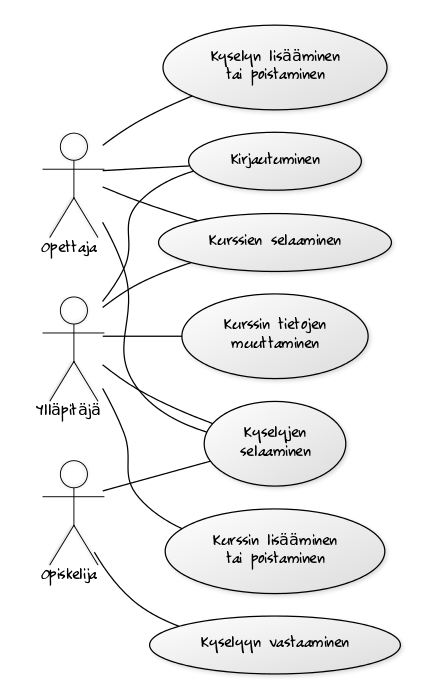 Kyselyn lisääminen
tai poistaminen
Kirjautuminen
Opettaja
Kurssien selaaminen
Kurssin tietojen
muuttaminen
Ylläpitäjä
Kyselyjen
selaaminen
Kurssin lisääminen
tai poistaminen
Opiskelija
Kyselyyn vastaaminen